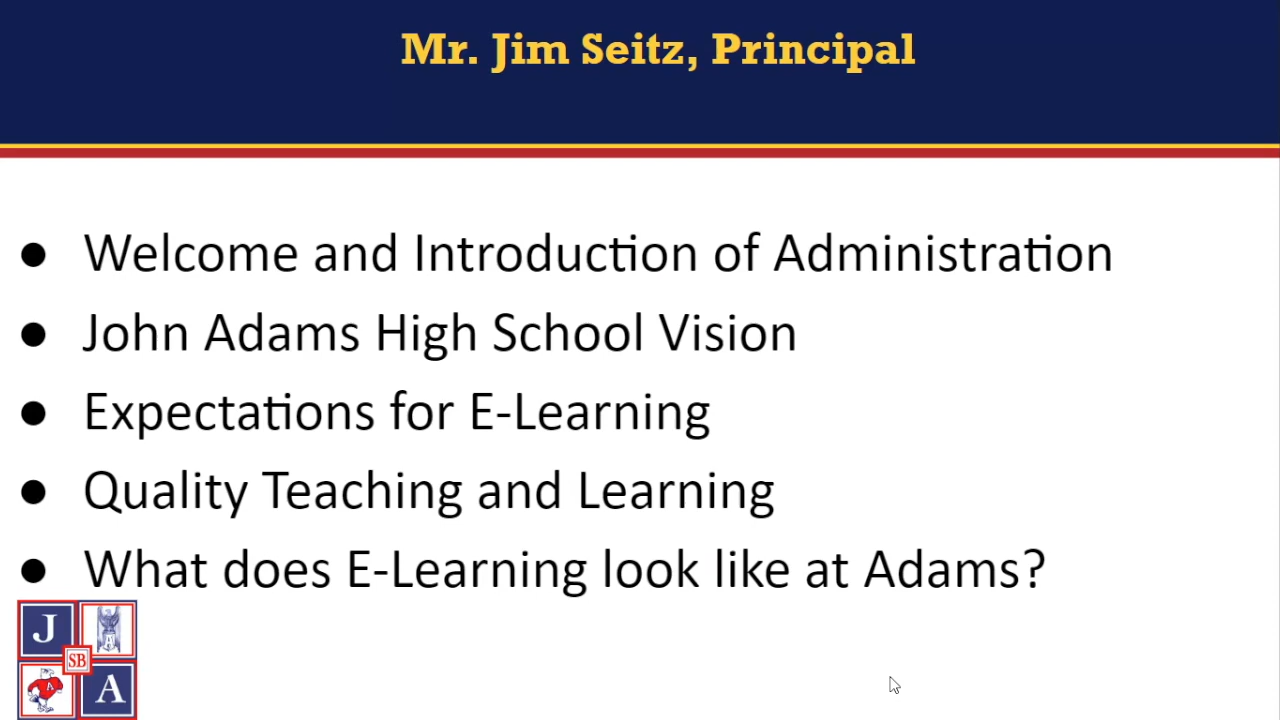 Mr. Jim Seitz, Principal
● Welcome and Introduction of Administration
● John Adams High School Vision
● Expectations for E-Learning
● Quality Teaching and Learning
● What does E-Learning look like at Adams?
J
SB
A
A